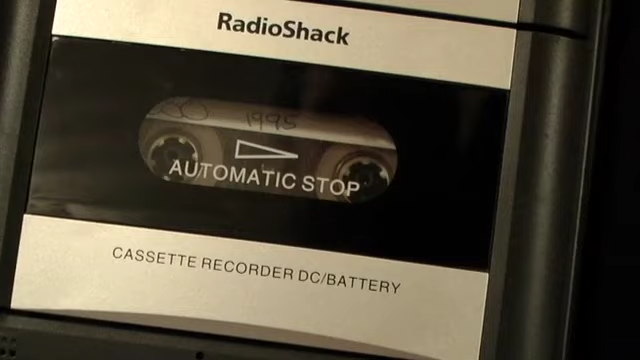 RadioShack
1995
AUTOMATIC STOP
CASSETTE RECORDER DC/BATTERY